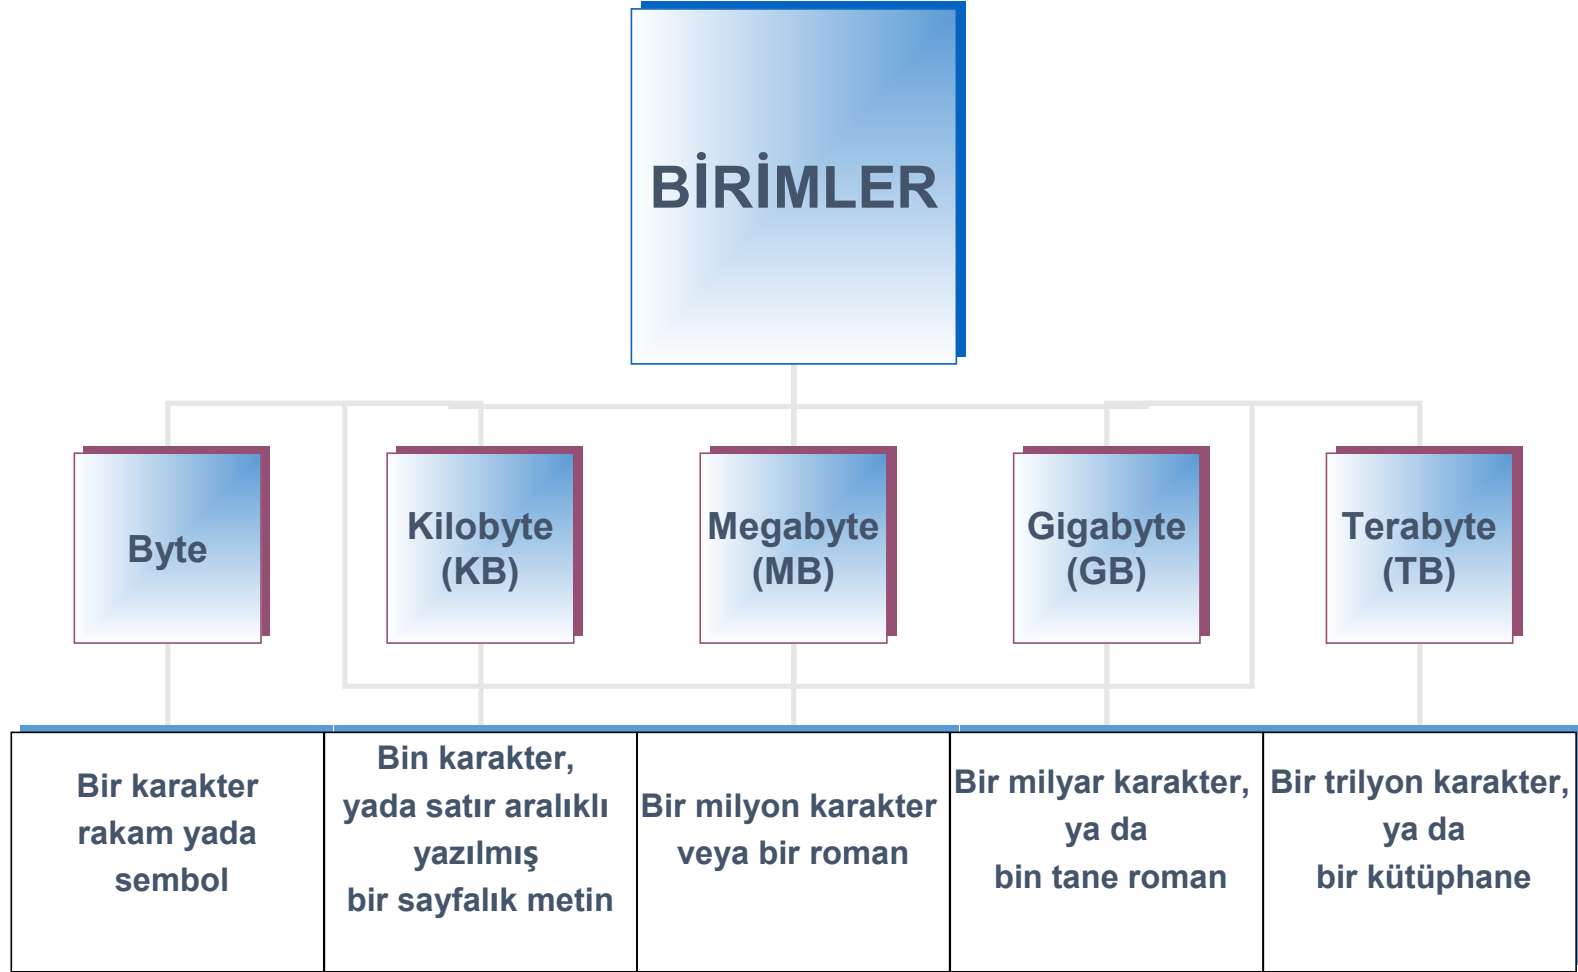 BİRİMLER
Byte
Kilobyte
(KB)
Megabyte
(MB)
Gigabyte
(GB)
Terabyte
(TB)
Bir karakter
rakam yada
sembol
Bin karakter,
yada satır aralıklı
yazılmış
bir sayfalık metin
Bir milyon karakter
veya bir roman
Bir milyar karakter,
ya da
bin tane roman
Bir trilyon karakter,
ya da
bir kütüphane